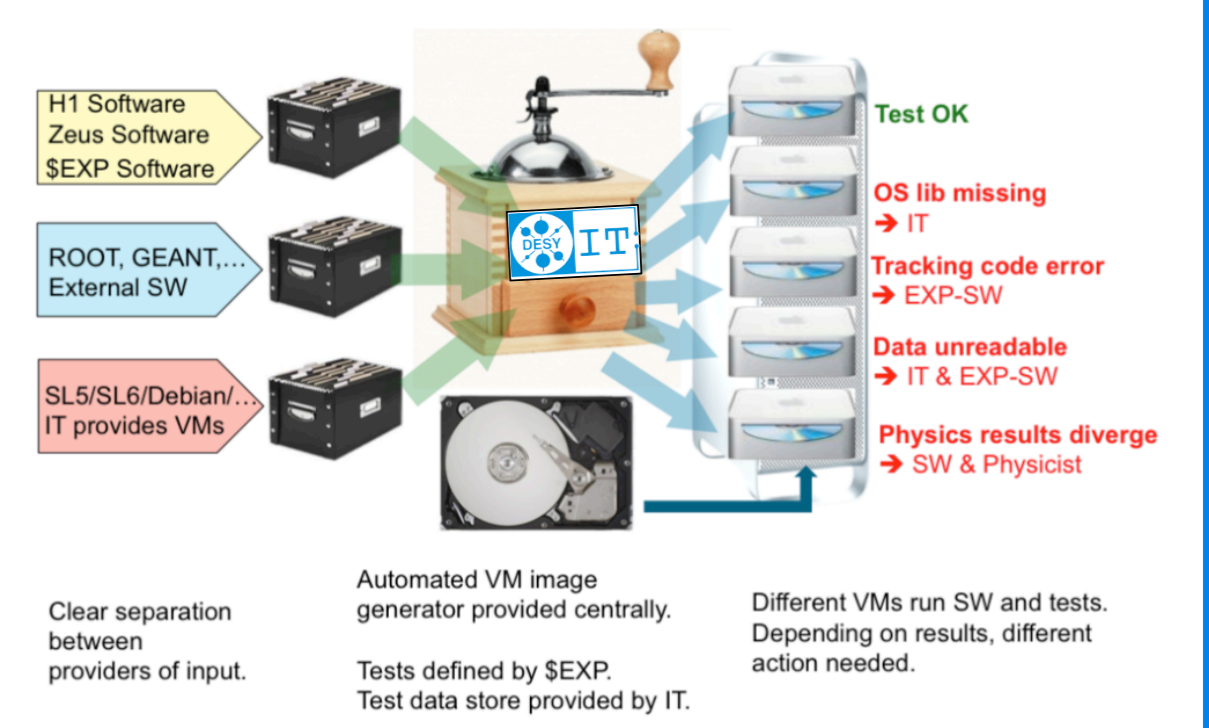 H1 Software
Zeus Software
$EXP Software
ROOT, GEANT,…
External SW
SL5/SL6/Debian/…
IT provides VMs
DESY IT
Test OK
OS lib missing
➔ IT
Tracking code error
➔ EXP-SW
Data unreadable
➔ IT & EXP-SW
Physics results diverge
➔ SW & Physicist
Clear separation
between
providers of input.
Automated VM image
generator provided centrally.
Tests defined by $EXP.
Test data store provided by IT.
Different VMs run SW and tests.
Depending on results, different
action needed.